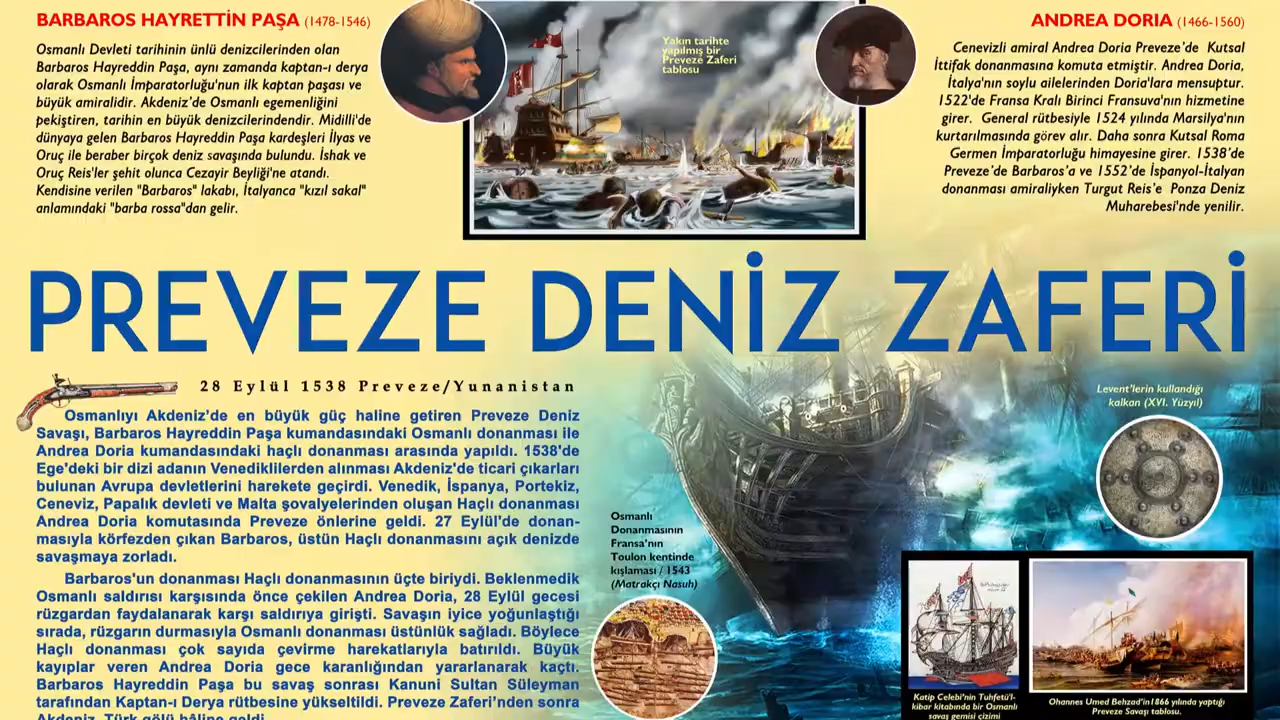 BARBAROS HAYRETTİN PAŞA (1478-1546)
Osmanlı Devleti tarihinin ünlü denizcilerinden olan
Barbaros Hayreddin Paşa, aynı zamanda kaptan-ı derya
olarak Osmanlı İmparatorluğu'nun ilk kaptan paşası ve
büyük amiralidir. Akdeniz'de Osmanlı egemenliğini
pekiştiren, tarihin en büyük denizcilerindendir. Midilli'de
dünyaya gelen Barbaros Hayreddin Paşa kardeşleri İlyas ve
Oruç ile beraber birçok deniz savaşında bulundu. İshak ve
Oruç Reis'ler şehit olunca Cezayir Beyliği'ne atandı.
Kendisine verilen "Barbaros" lakabı, İtalyanca "kızıl sakal"
anlamındaki "barba rossa"dan gelir.
Yakın tarihte
yapılmış bir
Preveze Zaferi
tablosu
ANDREA DORIA (1466-1560)
Cenevizli amiral Andrea Doria Preveze'de Kutsal
İttifak donanmasına komuta etmiştir. Andrea Doria,
İtalya'nın soylu ailelerinden Doria'lara mensuptur.
1522'de Fransa Kralı Birinci Fransuva'nın hizmetine
girer. General rütbesiyle 1524 yılında Marsilya'nın
kurtarılmasında görev alır. Daha sonra Kutsal Roma
Germen İmparatorluğu himayesine girer. 1538'de
Preveze'de Barbaros'a ve 1552'de İspanyol-İtalyan
donanması amiraliyken Turgut Reis'e Ponza Deniz
Muharebesi'nde yenilir.
PREVEZE DENİZ ZAFERİ
28 Eylül 1538 Preveze/Yunanistan
Osmanlıyı Akdeniz'de en büyük güç haline getiren Preveze Deniz
Savaşı, Barbaros Hayreddin Paşa kumandasındaki Osmanlı donanması ile
Andrea Doria kumandasındaki haçlı donanması arasında yapıldı. 1538'de
Ege'deki bir dizi adanın Venediklilerden alınması Akdeniz'de ticari çıkarları
bulunan Avrupa devletlerini harekete geçirdi. Venedik, İspanya, Portekiz,
Ceneviz, Papalık devleti ve Malta şovalyelerinden oluşan Haçlı donanması
Andrea Doria komutasında Preveze önlerine geldi. 27 Eylül'de donan-
masıyla körfezden çıkan Barbaros, üstün Haçlı donanmasını açık denizde
savaşmaya zorladı.
Barbaros'un donanması Haçlı donanmasının üçte biriydi. Beklenmedik
Osmanlı saldırısı karşısında önce çekilen Andrea Doria, 28 Eylül gecesi
rüzgardan faydalanarak karşı saldırıya girişti. Savaşın iyice yoğunlaştığı
sırada, rüzgarın durmasıyla Osmanlı donanması üstünlük sağladı. Böylece
Haçlı donanması çok sayıda çevirme harekatlarıyla batırıldı. Büyük
kayıplar veren Andrea Doria gece karanlığından yararlanarak kaçtı.
Barbaros Hayreddin Paşa bu savaş sonrası Kanuni Sultan Süleyman
tarafından Kaptan-ı Derya rütbesine yükseltildi. Preveze Zaferi'nden sonra
Akdeniz, Türk gölü hâline geldi.
Osmanlı
Donanmasının
Fransa'nın
Toulon kentinde
kışlaması / 1543
(Matrakçı Nasuh)
Levent'lerin kullandığı
kalkan (XVI. Yüzyıl)
Katip Celebi'nin Tuhfetü'l-
kibar kitabında bir Osmanlı
savaş gemisi çizimi
Ohannes Umed Behzad'in1866 yılında yaptığı
Preveze Savaşı tablosu.